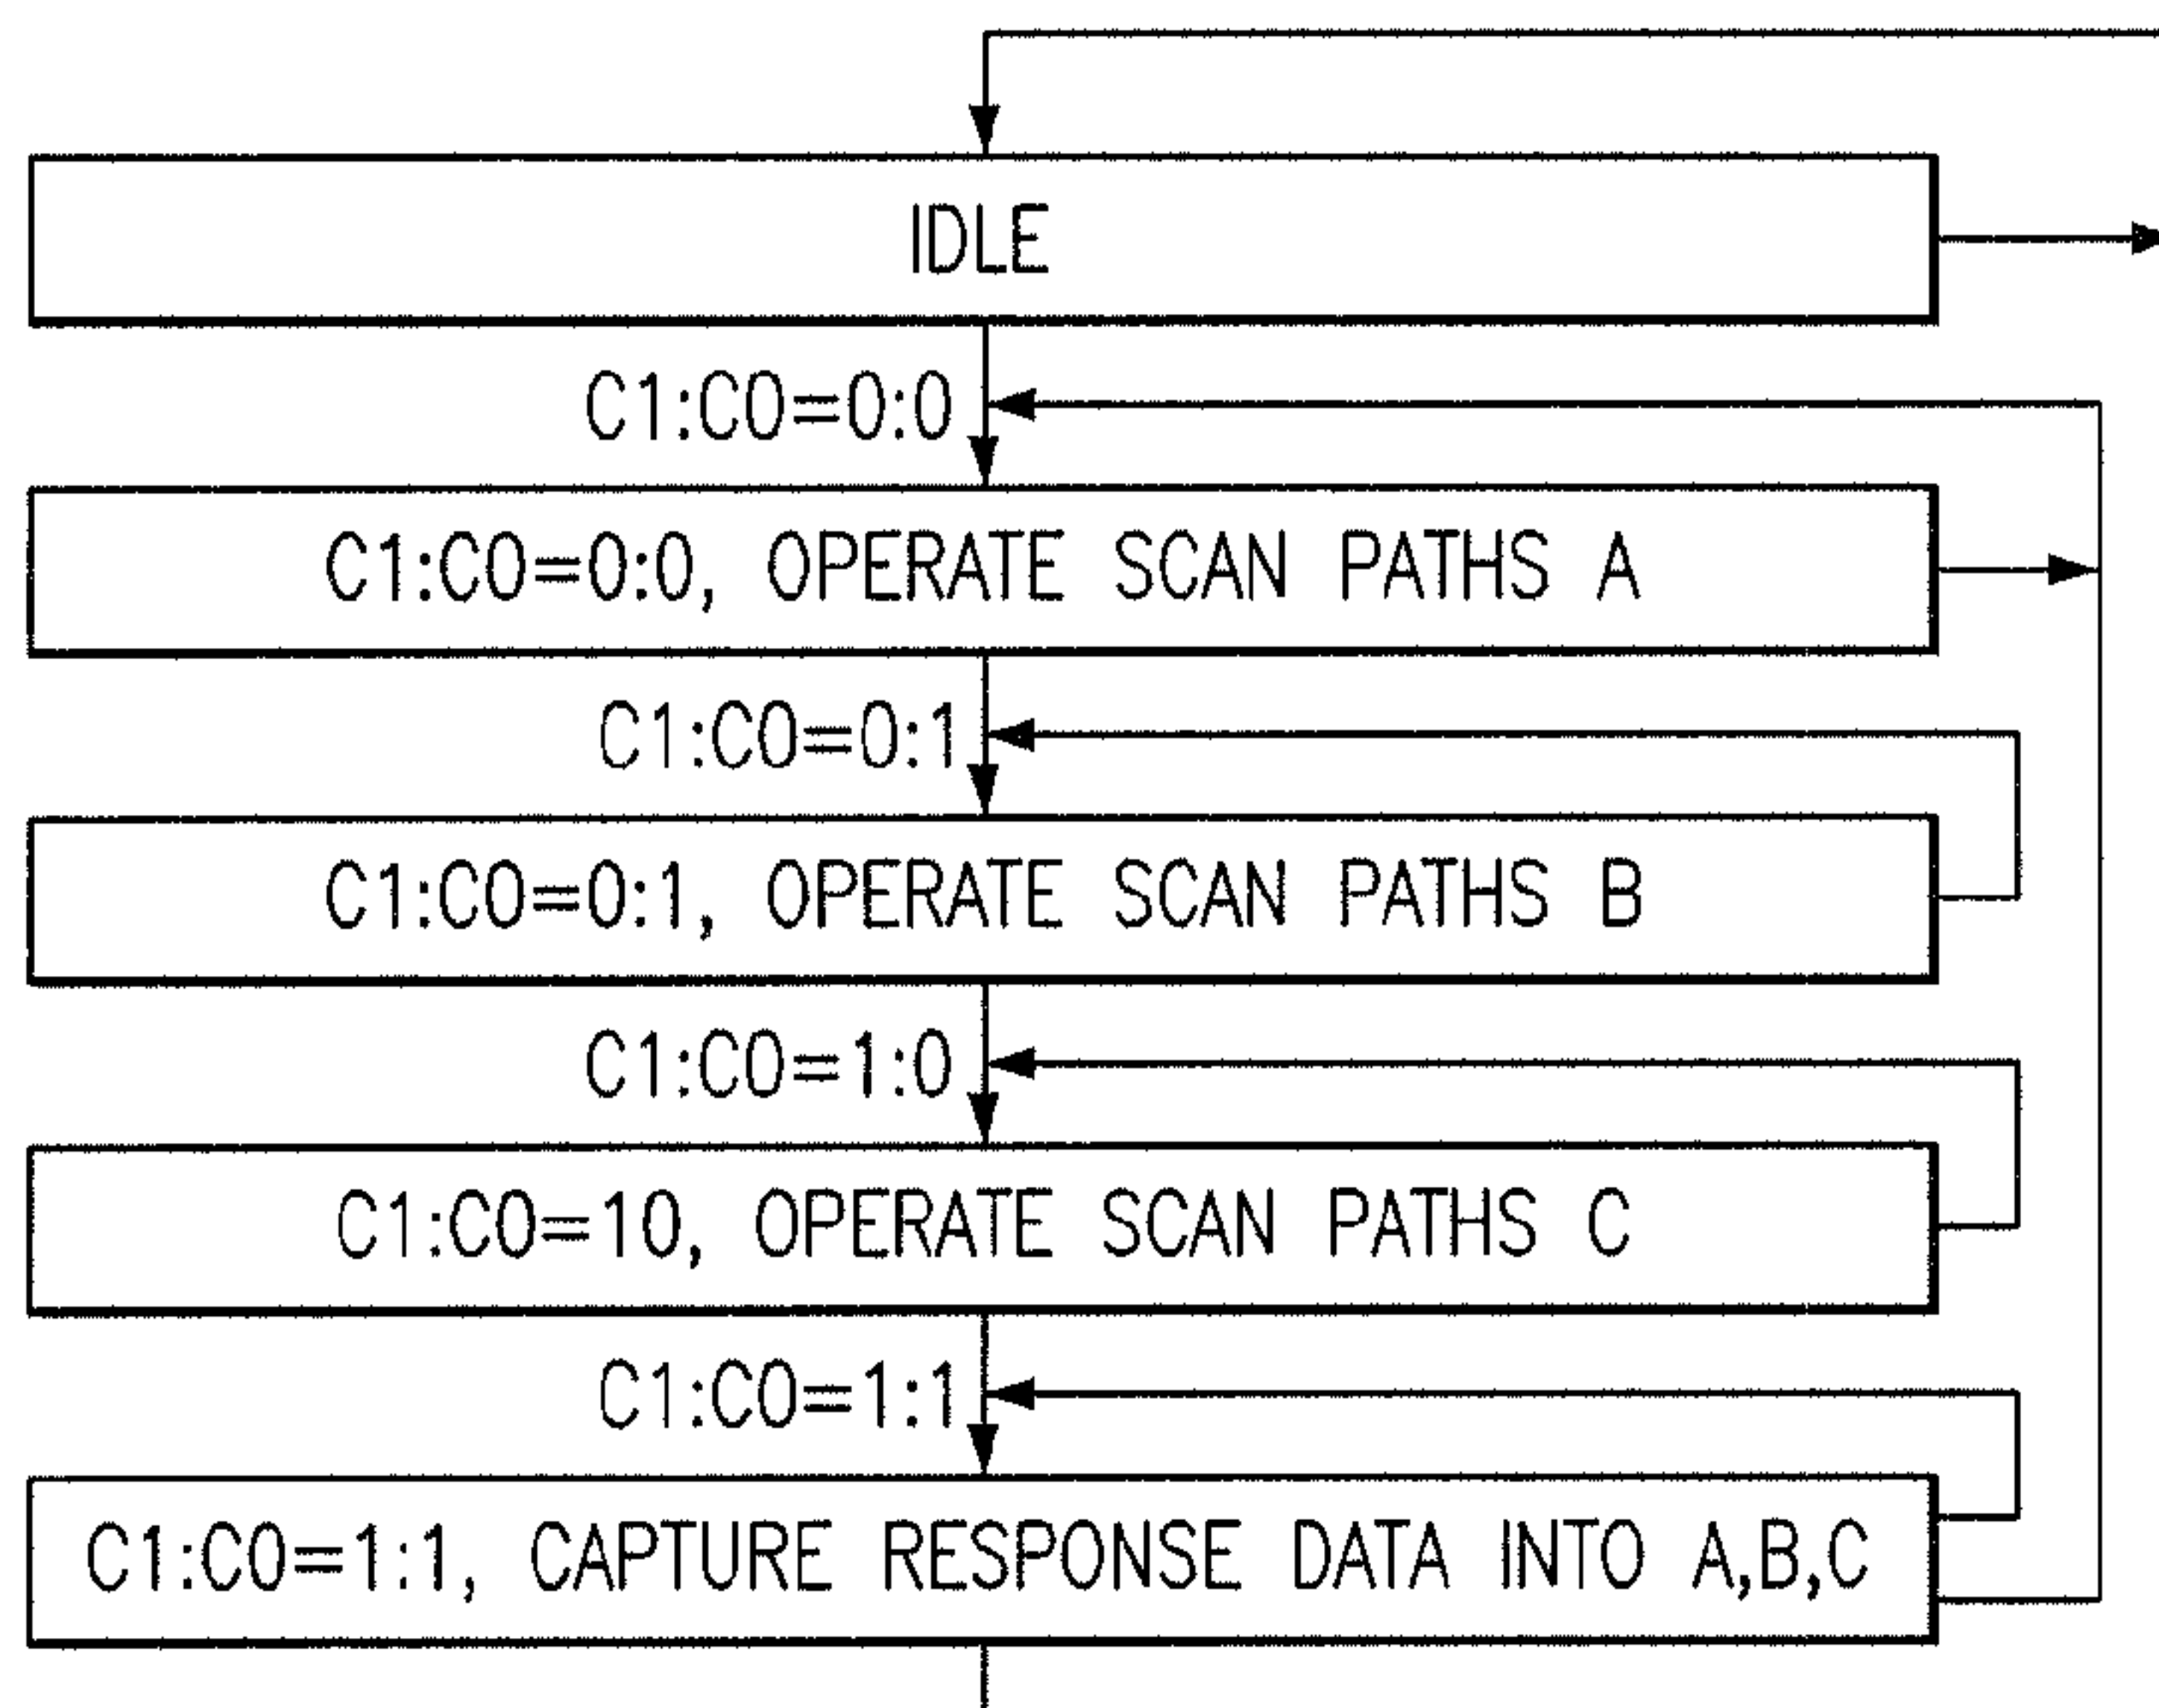 IDLE
C1:C0=0:0
C1:C0=0:0, OPERATE SCAN PATHS A
C1:C0=0:1
C1:C0=0:1, OPERATE SCAN PATHS B
C1:C0=1:0
C1:C0=10, OPERATE SCAN PATHS C
C1:C0=1:1
C1:C0=1:1, CAPTURE RESPONSE DATA INTO A,B,C